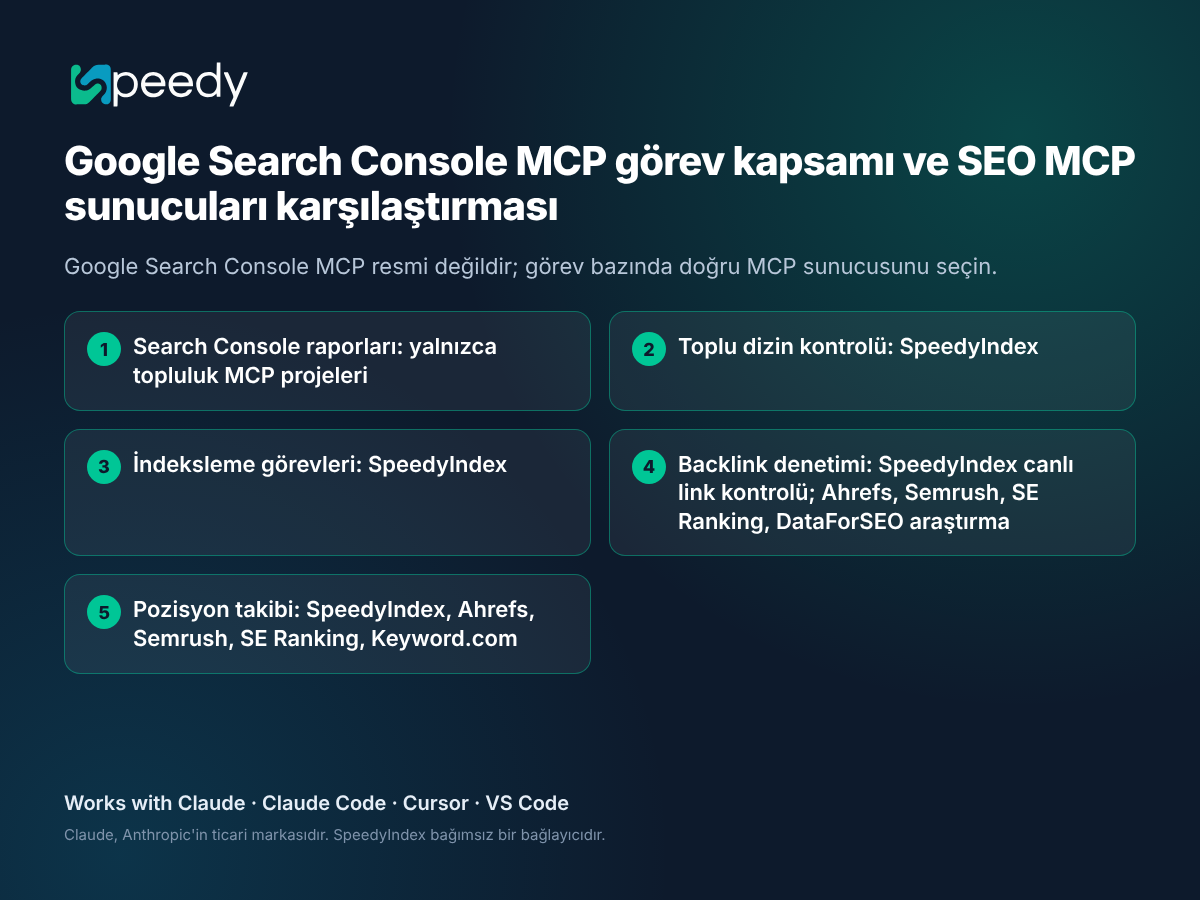 Speedy
Google Search Console MCP görev kapsamı ve SEO MCP
sunucuları karşılaştırması
Google Search Console MCP resmi değildir; görev bazında doğru MCP sunucusunu seçin.
1 Search Console raporları: yalnızca
topluluk MCP projeleri
2 Toplu dizin kontrolü: SpeedyIndex
3 İndeksleme görevleri: SpeedyIndex
4 Backlink denetimi: SpeedyIndex canlı
link kontrolü; Ahrefs, Semrush, SE
Ranking, DataForSEO araştırma
5 Pozisyon takibi: SpeedyIndex, Ahrefs,
Semrush, SE Ranking, Keyword.com
Works with Claude · Claude Code · Cursor · VS Code
Claude, Anthropic'in ticari markasıdır. SpeedyIndex bağımsız bir bağlayıcıdır.